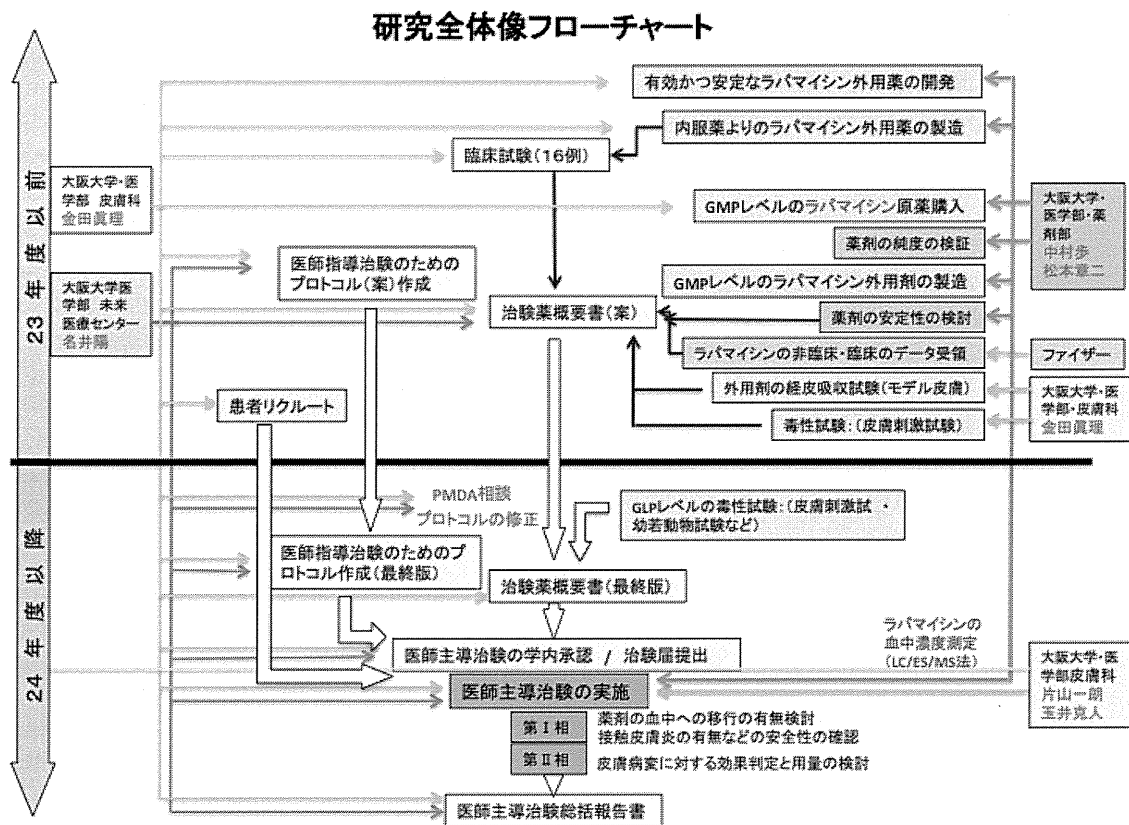 研究全体像フローチャート
有効かつ安定なラパマイシン外用薬の開発
内服薬よりのラパマイシン外用薬の製造
臨床試験(16例)
23年度以前
大阪大学・医
学部 皮膚科
金田眞理
GMPレベルのラパマイシン原薬購入
大阪大学・
医学部・薬
剤部
中村歩
松本章二
薬剤の純度の検証
医師指導治験のための
プロトコル(案)作成
GMPレベルのラパマイシン外用剤の製造
大阪大学医
学部 未来
医療センター
名井陽
治験薬概要書(案)
薬剤の安定性の検討
ラパマイシンの非臨床・臨床のデータ受領
ファイザー
外用剤の経皮吸収試験(モデル皮膚)
大阪大学・医
学部・皮膚科
金田眞理
患者リクルート
毒性試験:(皮膚刺激試験)
24年度以降
PMDA相談
プロトコルの修正
GLPレベルの毒性試験:(皮膚刺激試 ・
幼若動物試験など)
医師指導治験のためのプ
ロトコル作成(最終版)
治験薬概要書(最終版)
ラパマイシンの
血中濃度測定
(LC/ES/MS法)
医師主導治験の学内承認 / 治験届提出
大阪大学・医
学部皮膚科
片山一朗
玉井克人
医師主導治験の実施
第Ⅰ相
薬剤の血中への移行の有無検討
接触皮膚炎の有無などの安全性の確認
第Ⅱ相
皮膚病変に対する効果判定と用量の検討
医師主導治験総括報告書